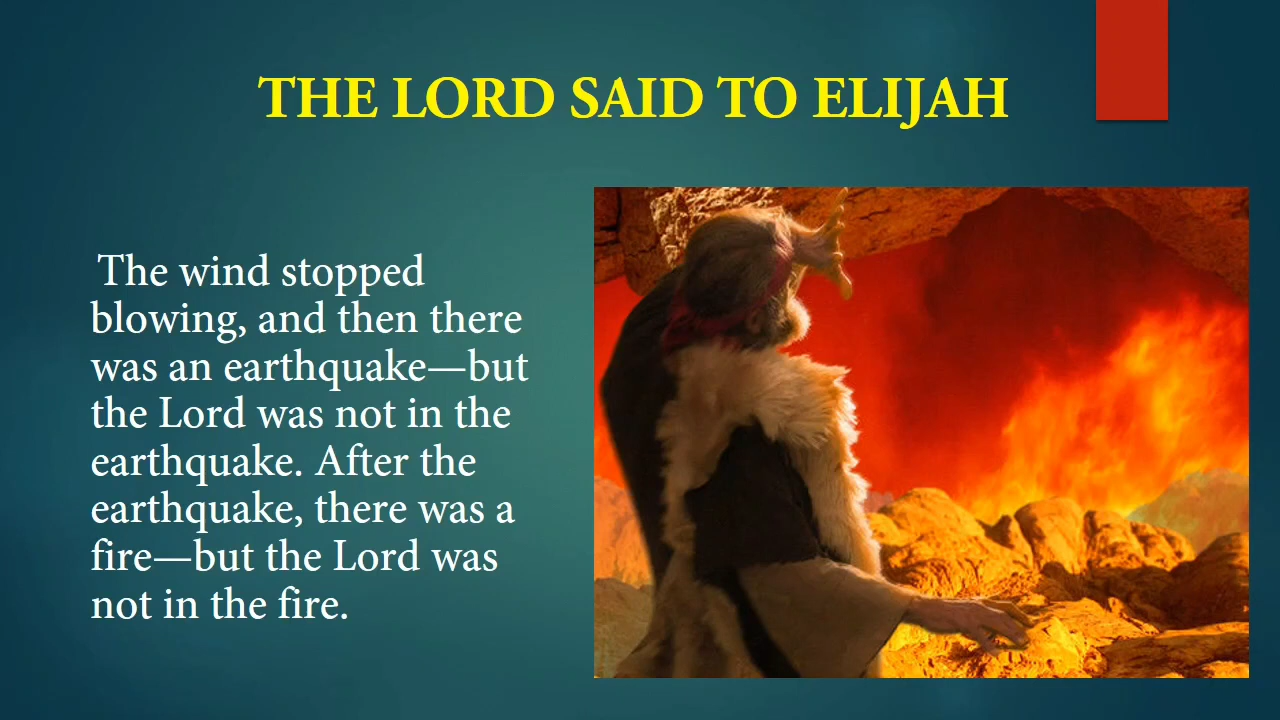 THE LORD SAID TO ELIJAH
The wind stopped
blowing, and then there
was an earthquake—but
the Lord was not in the
earthquake. After the
earthquake, there was a
fire—but the Lord was
not in the fire.